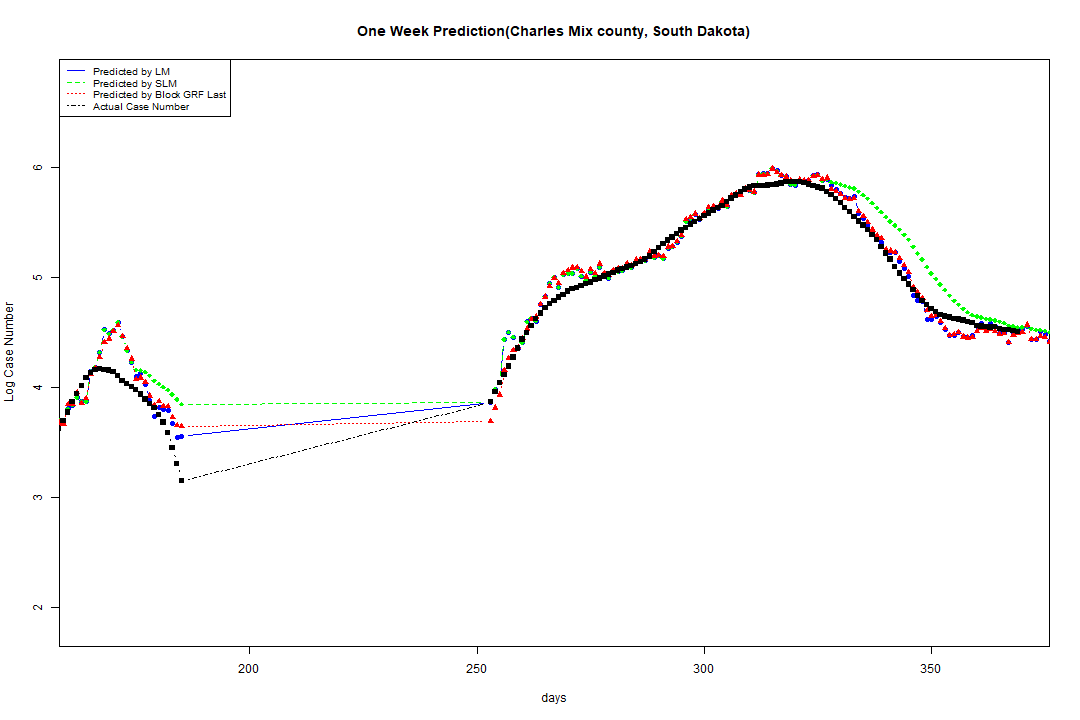 One Week Prediction(Charles Mix county, South Dakota)
Predicted by LM
Predicted by SLM
Predicted by Block GRF Last
Actual Case Number
6
5
4
3
2
Log Case Number
200
250
300
350
days